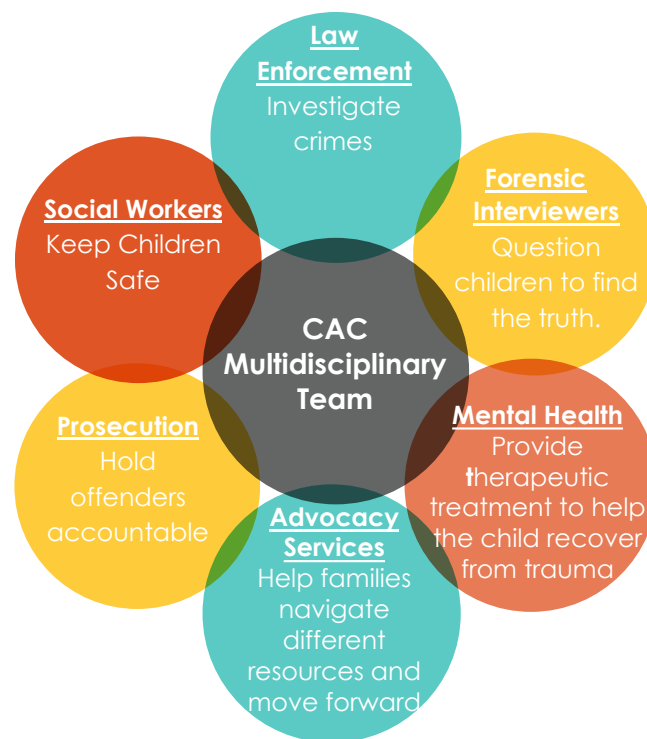 Law
Enforcement
Investigate
crimes
Forensic
Interviewers
Question
children to find
the truth.
Mental Health
Provide
therapeutic
treatment to help
the child recover
from trauma
Advocacy
Services
Help families
navigate
different
resources and
move forward
Prosecution
Hold
offenders
accountable
Social Workers
Keep Children
Safe
CAC
Multidisciplinary
Team